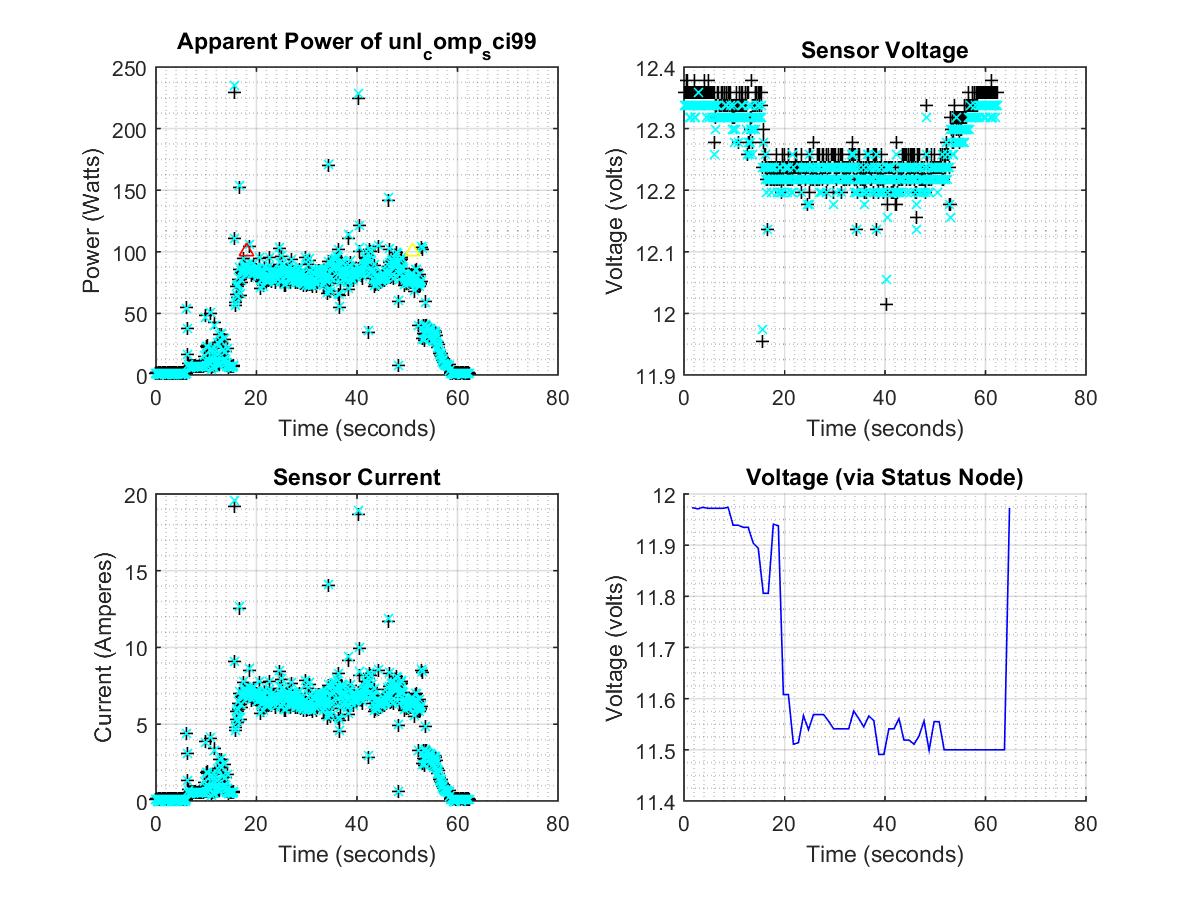 Apparent Power of unl_comp_sci99
250
200
150
100
50
0
Power (Watts)
0 20 40 60 80
Time (seconds)
Sensor Voltage
12.4
12.3
12.2
12.1
12
11.9
Voltage (volts)
0 20 40 60 80
Time (seconds)
Sensor Current
20
15
10
5
0
Current (Amperes)
0 20 40 60 80
Time (seconds)
Voltage (via Status Node)
12
11.9
11.8
11.7
11.6
11.5
11.4
Voltage (volts)
0 20 40 60 80
Time (seconds)